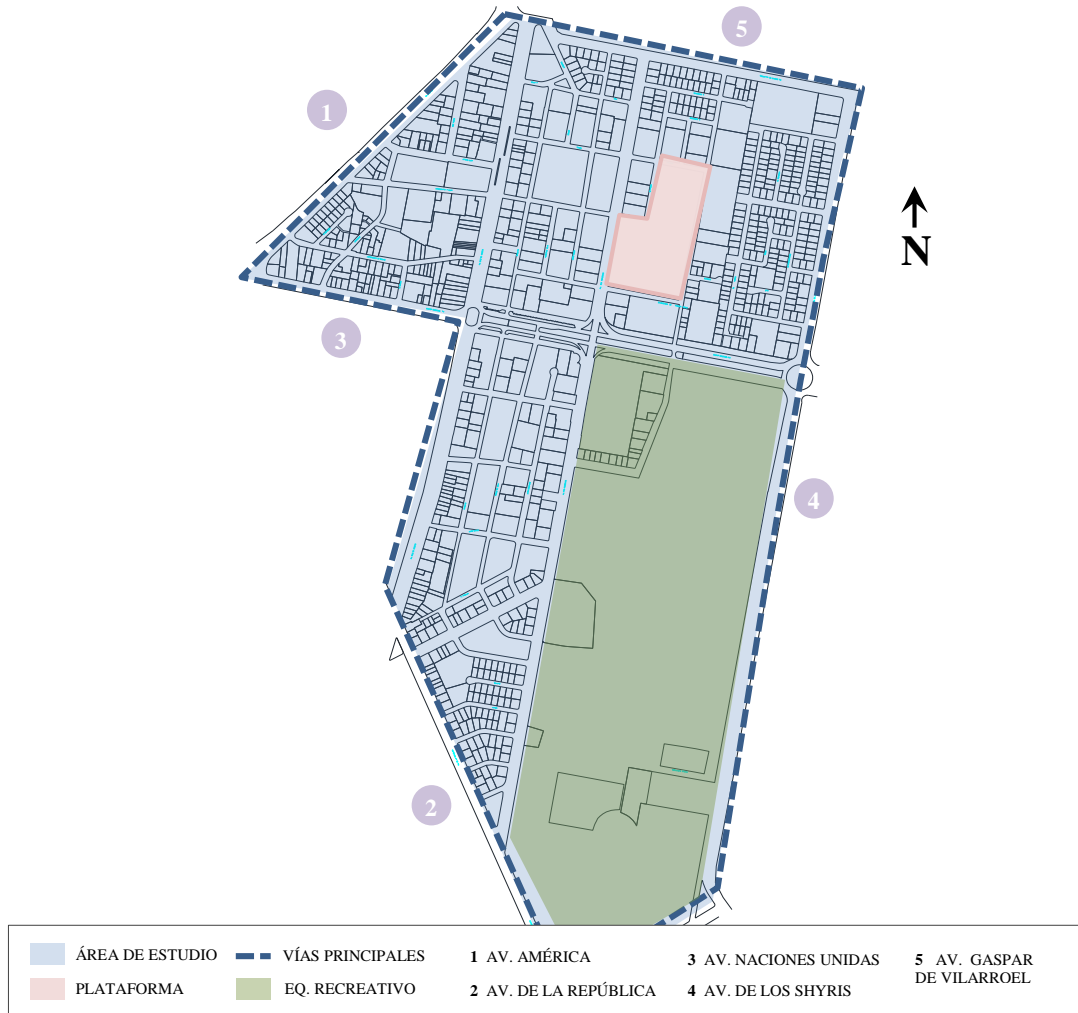 5
1
N
3
4
2
ÁREA DE ESTUDIO
VÍAS PRINCIPALES
1 AV. AMÉRICA
3 AV. NACIONES UNIDAS
5 AV. GASPAR
DE VILARROEL
PLATAFORMA
EQ. RECREATIVO
2 AV. DE LA REPÚBLICA
4 AV. DE LOS SHYRIS